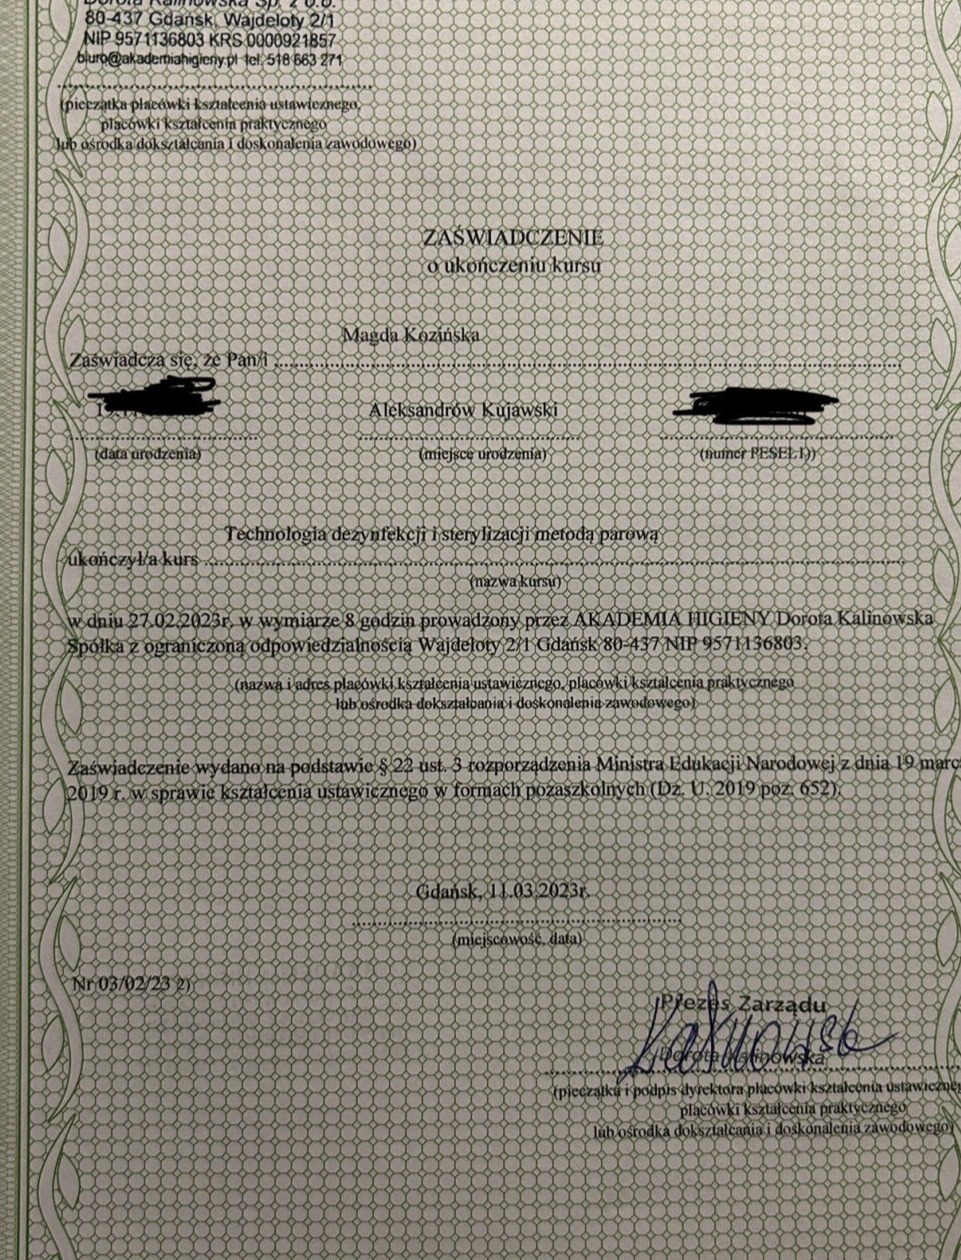 Dorota Kalinowska Sp. z o.o.
80-437 Gdańsk, Wajdeloty 2/1
NIP 9571136803 KRS 0000921857
biuro@akademiahigieny.pl tel. 518 663 271
(pieczątka placówki kształcenia ustawicznego,
placówki kształcenia praktycznego
lub ośrodka dokształcania i doskonalenia zawodowego)
ZAŚWIADCZENIE
o ukończeniu kursu
Magda Kozińska
Zaświadcza się, że Pan/i
Aleksandrów Kujawski
(data urodzenia) (miejsce urodzenia) (numer PESEL1))
Technologia dezynfekcji i sterylizacji metodą parową
ukończył/a kurs
(nazwa kursu)
w dniu 27.02.2023r. w wymiarze 8 godzin prowadzony przez AKADEMIA HIGIENY Dorota Kalinowska
Spółka z ograniczoną odpowiedzialnością Wajdeloty 2/1 Gdańsk 80-437 NIP 9571136803.
(nazwa i adres placówki kształcenia ustawicznego, placówki kształcenia praktycznego
lub ośrodka dokształcania i doskonalenia zawodowego)
Zaświadczenie wydano na podstawie § 22 ust. 3 rozporządzenia Ministra Edukacji Narodowej z dnia 19 marc
2019 r. w sprawie kształcenia ustawicznego w formach pozaszkolnych (Dz. U. 2019 poz. 652).
Gdańsk, 11.03.2023r.
(miejscowość, data)
Nr 03/02/23 2)
Prezes Zarządu
Dorota Kalinowska
(pieczątka i podpis dyrektora placówki kształcenia ustawiczneg
placówki kształcenia praktycznego
lub ośrodka dokształcania i doskonalenia zawodowego)